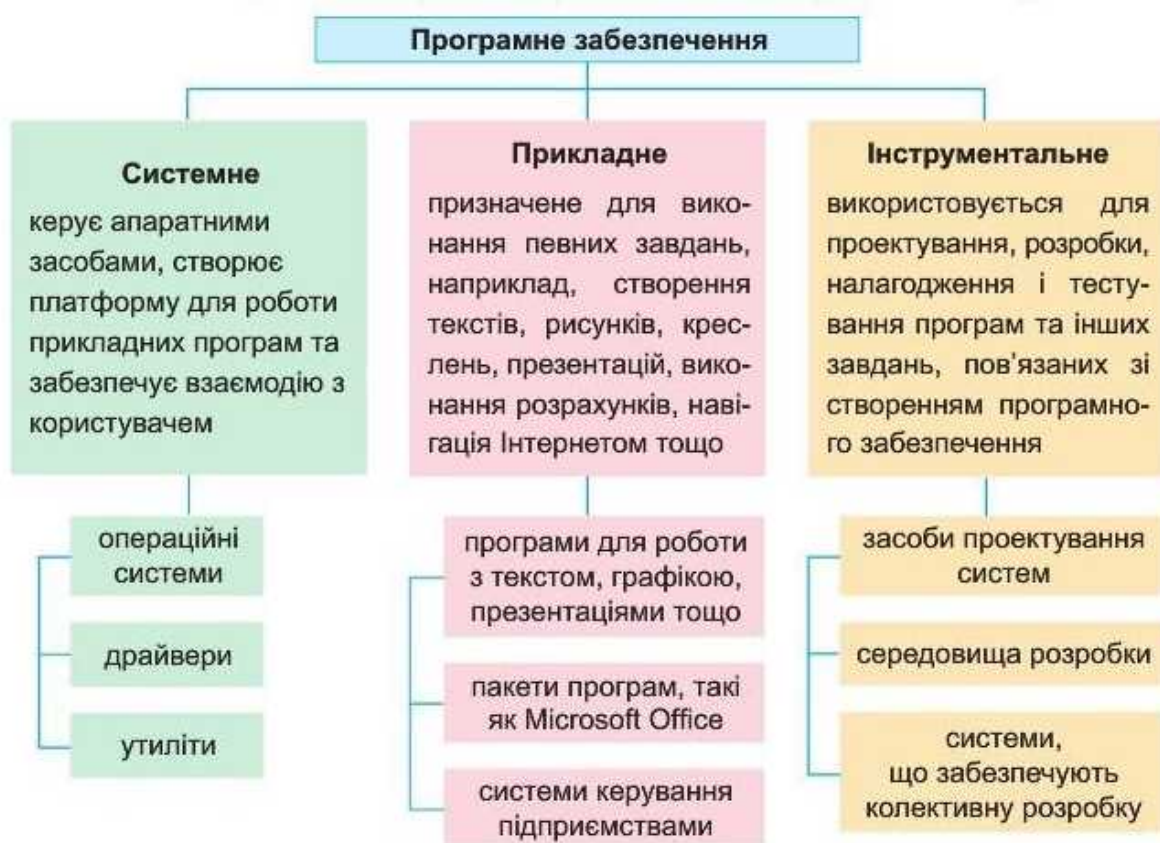 Програмне забезпечення
Системне
керує апаратними
засобами, створює
платформу для роботи
прикладних програм та
забезпечує взаємодію з
користувачем
операційні
системи
драйвери
утиліти
Прикладне
призначене для вико-
нання певних завдань,
наприклад, створення
текстів, рисунків, крес-
лень, презентацій, вико-
нання розрахунків, наві-
гація Інтернетом тощо
програми для роботи
з текстом, графікою,
презентаціями тощо
пакети програм, такі
як Microsoft Office
системи керування
підприємствами
Інструментальне
використовується для
проектування, розробки,
налагодження і тесту-
вання програм та інших
завдань, пов'язаних зі
створенням програмно-
го забезпечення
засоби проектування
систем
середовища розробки
системи,
що забезпечують
колективну розробку